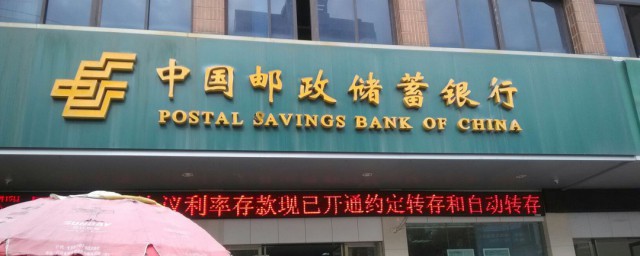 中国邮政储蓄银行
POSTAL SAVINGS BANK OF CHINA
议利率存款现已开通约定转存和自动转存